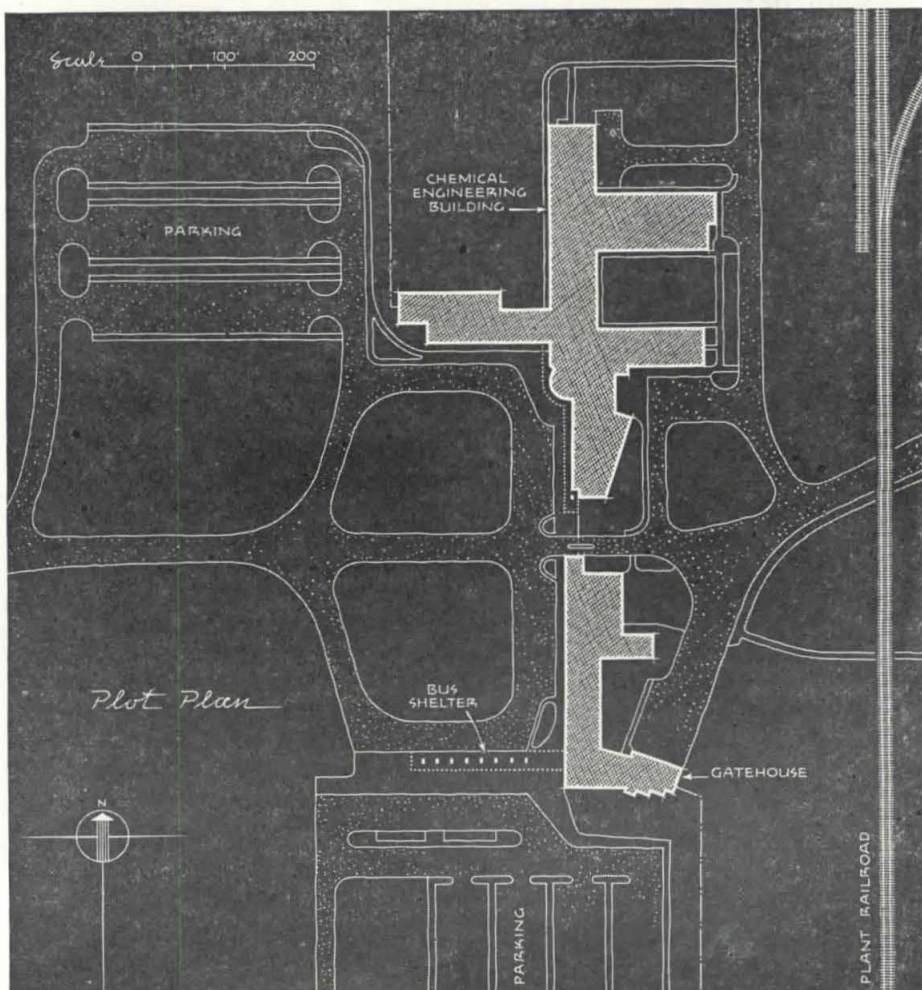 Scale 0 100' 200'
CHEMICAL
ENGINEERING
BUILDING
PARKING
Plot Plan
BUS
SHELTER
GATEHOUSE
N
PARKING
PLANT RAILROAD